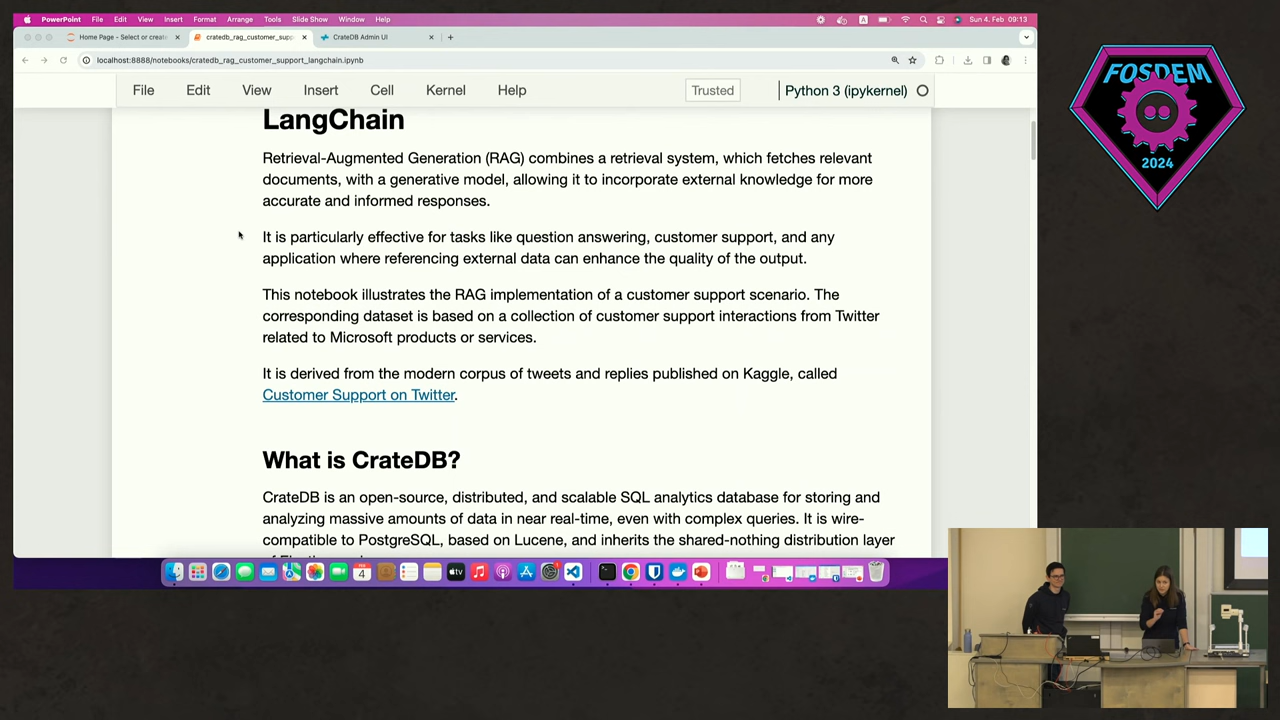 PowerPoint File Edit View Insert Format Arrange Tools Slide Show Window Help
A
Sun 4. Feb 09:13
Home Page - Select or create
cratedb_rag_customer_suppo
CrateDB Admin UI
localhost:8888/notebooks/cratedb_rag_customer_support_langchain.ipynb
File Edit View Insert Cell Kernel Help
Trusted
Python 3 (ipykernel)
LangChain
Retrieval-Augmented Generation (RAG) combines a retrieval system, which fetches relevant
documents, with a generative model, allowing it to incorporate external knowledge for more
accurate and informed responses.
It is particularly effective for tasks like question answering, customer support, and any
application where referencing external data can enhance the quality of the output.
This notebook illustrates the RAG implementation of a customer support scenario. The
corresponding dataset is based on a collection of customer support interactions from Twitter
related to Microsoft products or services.
It is derived from the modern corpus of tweets and replies published on Kaggle, called
Customer Support on Twitter.
What is CrateDB?
CrateDB is an open-source, distributed, and scalable SQL analytics database for storing and
analyzing massive amounts of data in near real-time, even with complex queries. It is wire-
compatible to PostgreSQL, based on Lucene, and inherits the shared-nothing distribution layer
FEB
4
tv
FOSDEM
2024